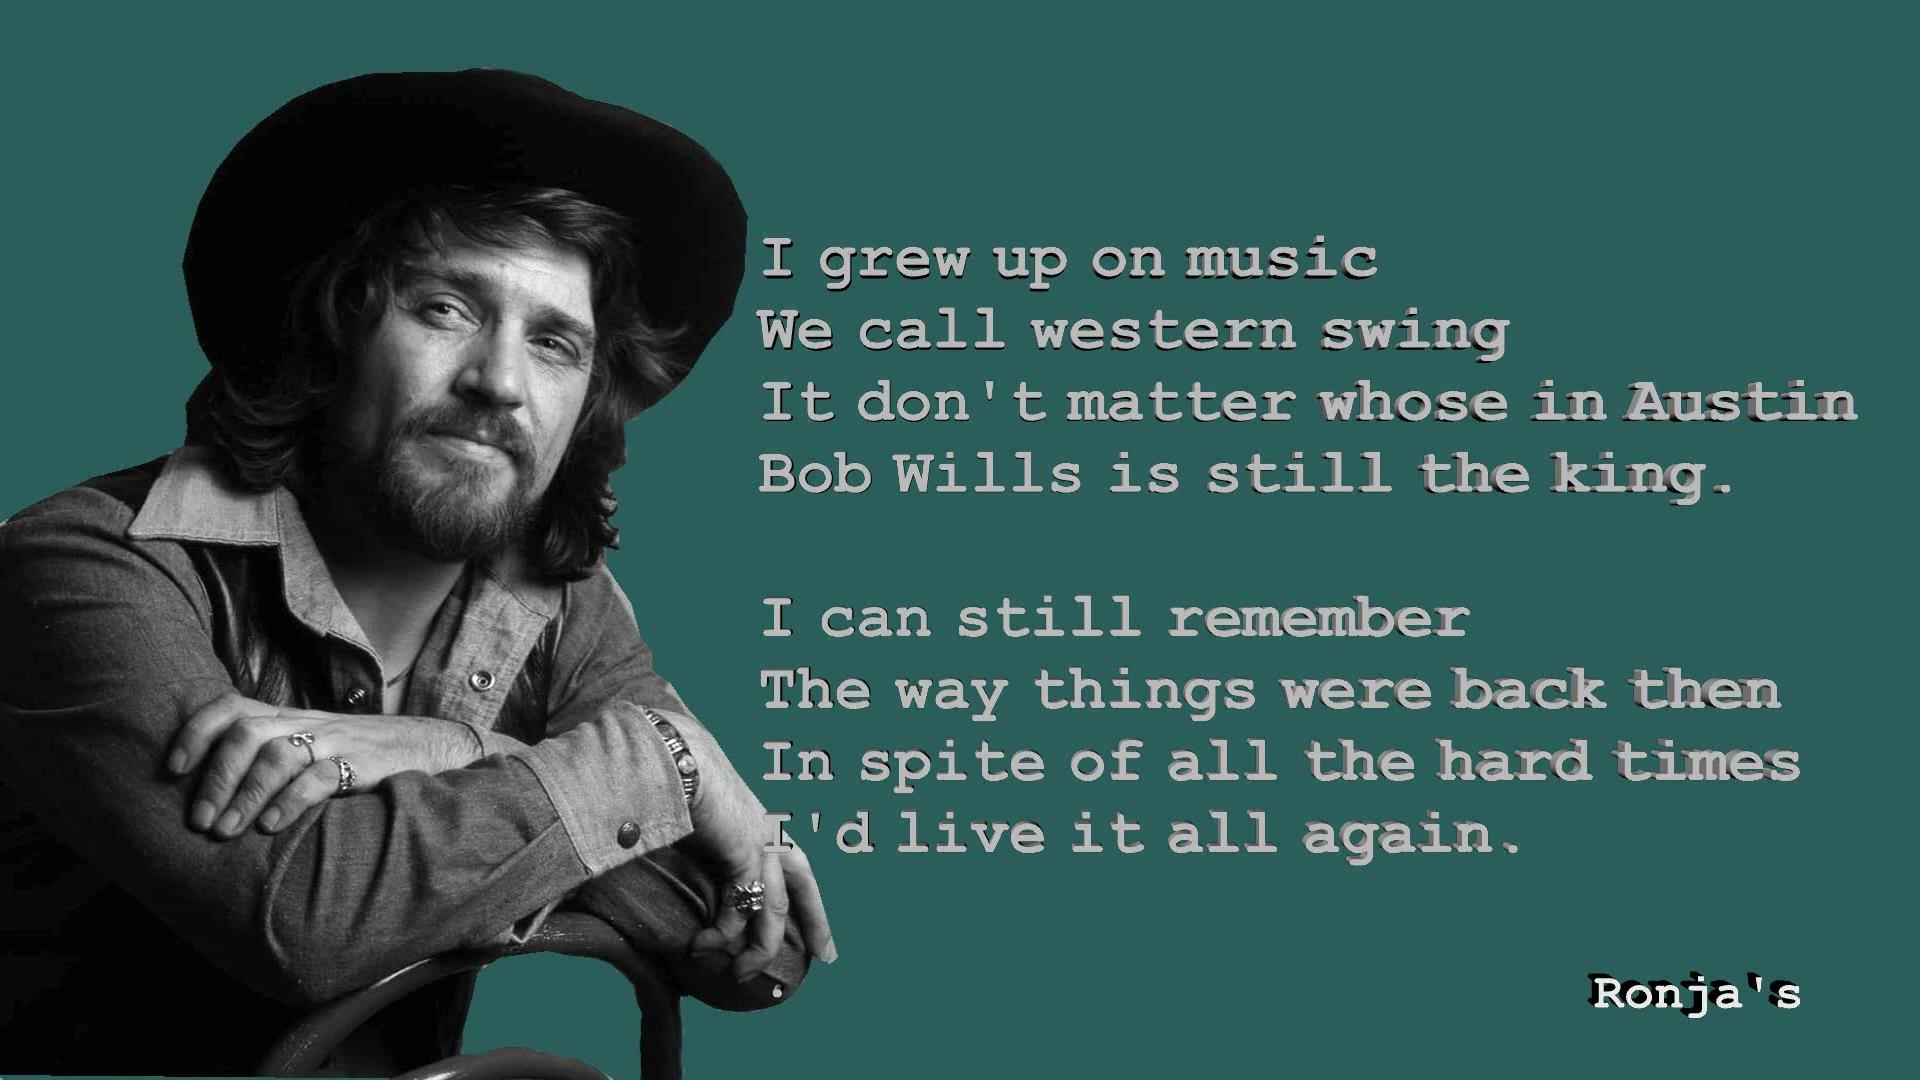 I grew up on music
We call western swing
It don't matter whose in Austin
Bob Wills is still the king.
I can still remember
The way things were back then
In spite of all the hard times
I'd live it all again.
.
Ronja's